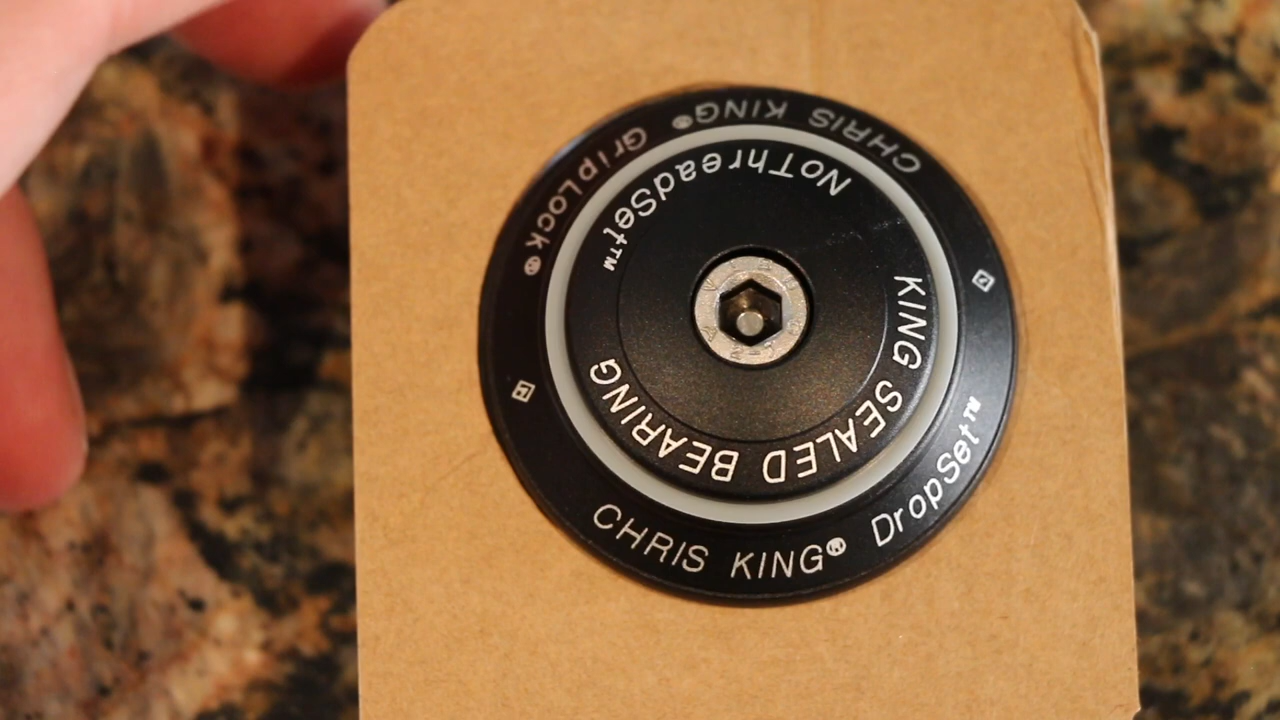 CHRIS KING® GripLock®
NoThreadSet™
KING SEALED BEARING
CHRIS KING® DropSet™